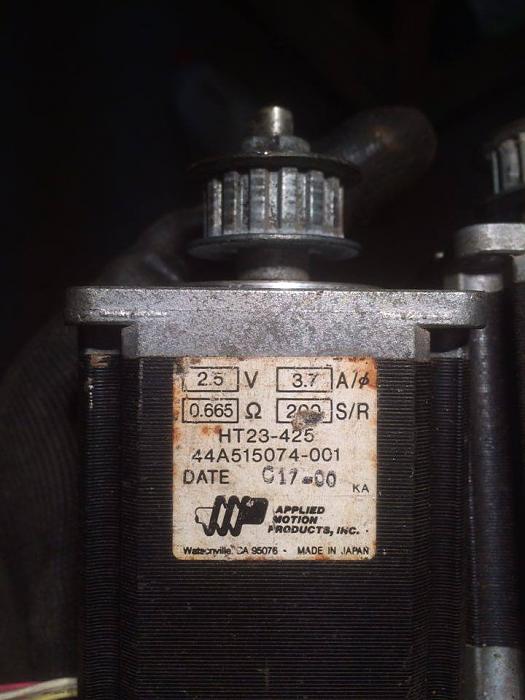 2.5 V 3.7 A/ϕ
0.665 Ω 200 S/R
HT23-425
44A515074-001
DATE C17-00 KA
APPLIED
MOTION
PRODUCTS, INC.
Watsonville, CA 95076 - MADE IN JAPAN